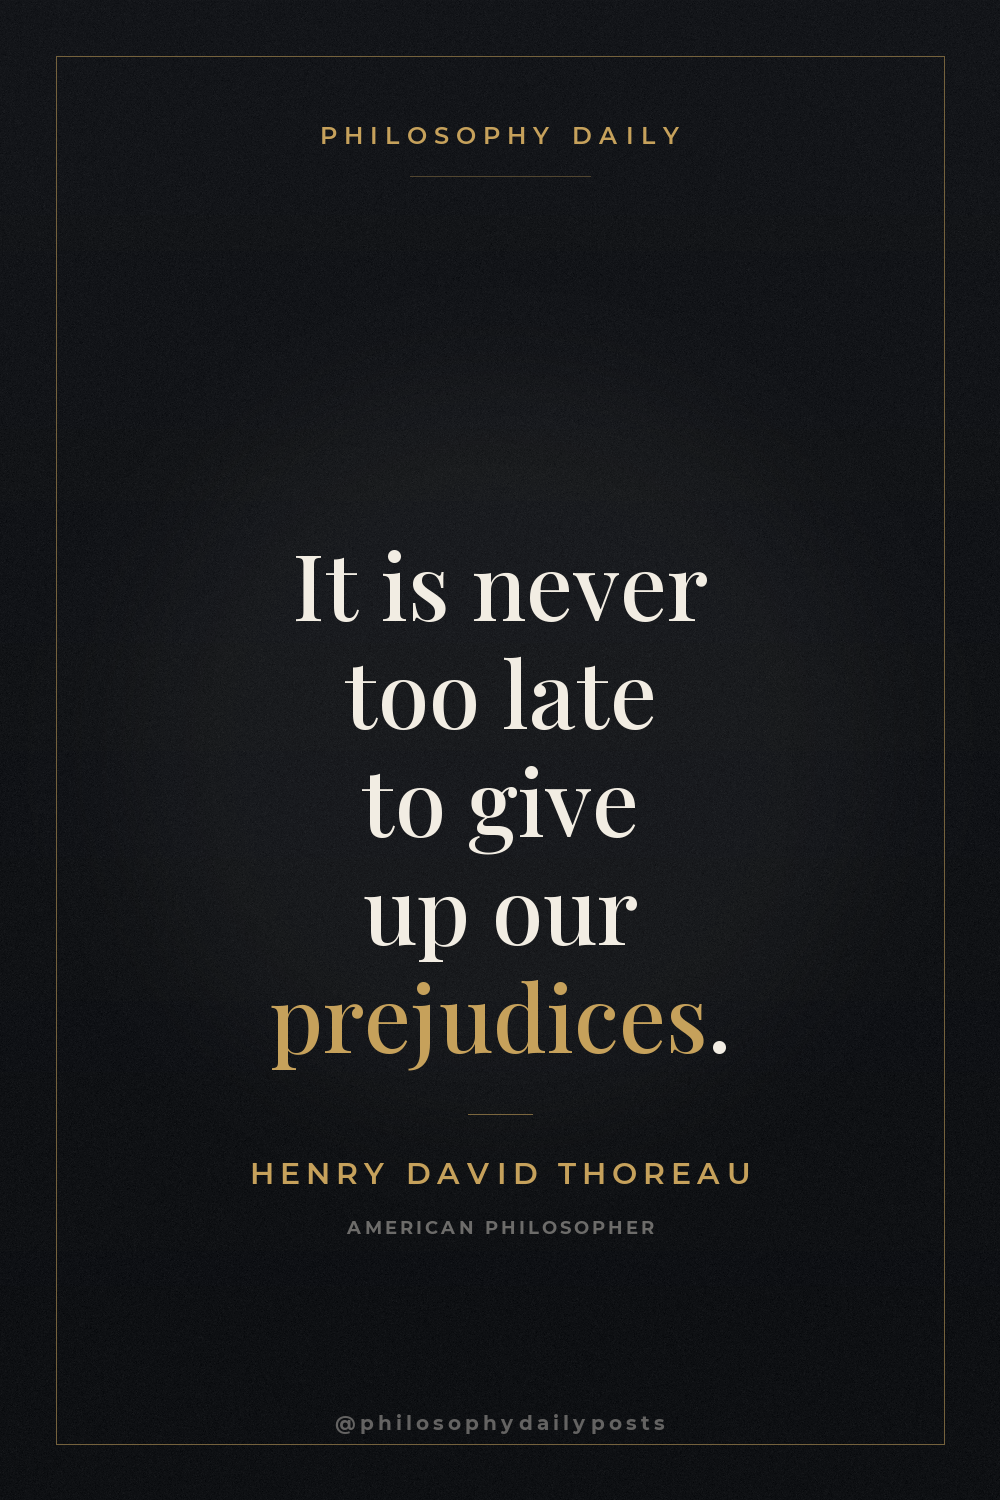 PHILOSOPHY DAILY
It is never
too late
to give
up our
prejudices.
HENRY DAVID THOREAU
AMERICAN PHILOSOPHER
@philosophydailyposts